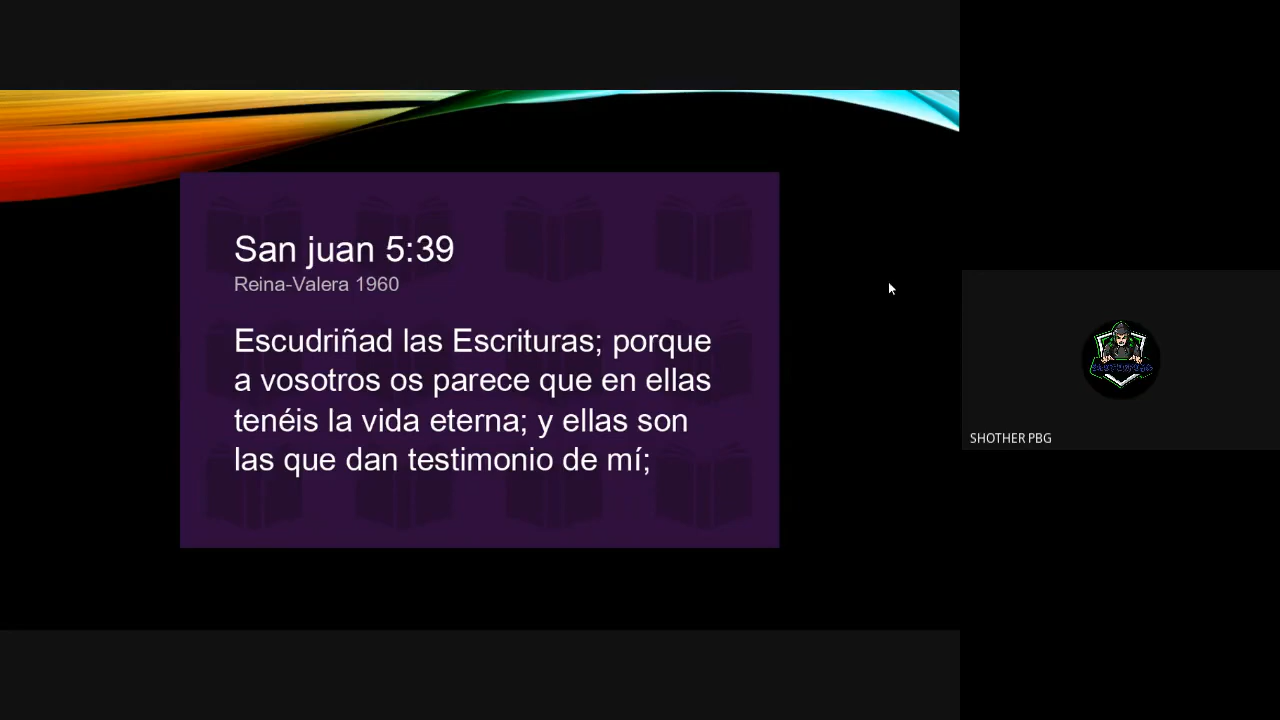 San juan 5:39
Reina-Valera 1960
Escudriñad las Escrituras; porque
a vosotros os parece que en ellas
tenéis la vida eterna; y ellas son
las que dan testimonio de mí;
SHOTHER PBG